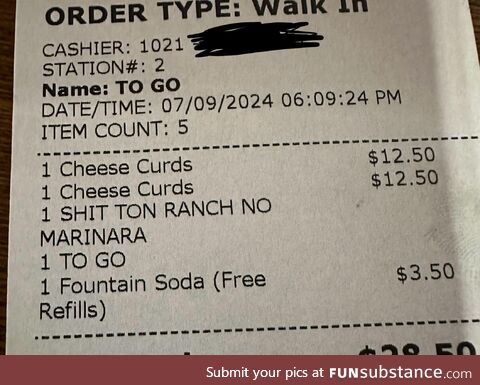 ORDER TYPE: Walk In
CASHIER: 1021
STATION#: 2
Name: TO GO
DATE/TIME: 07/09/2024 06:09:24 PM
ITEM COUNT: 5
1 Cheese Curds $12.50
1 Cheese Curds $12.50
1 SHIT TON RANCH NO
MARINARA
1 TO GO
1 Fountain Soda (Free $3.50
Refills)
$28.50
Submit your pics at FUNsubstance.com